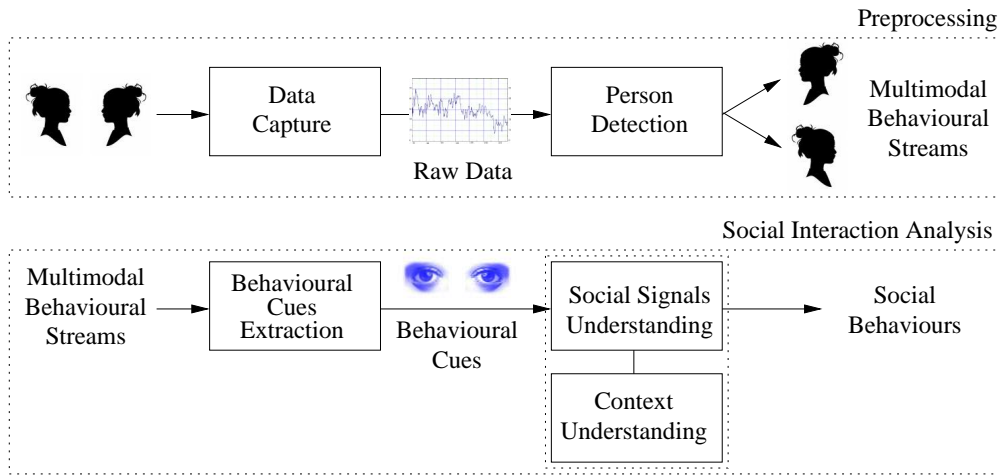 Preprocessing
Data
Capture
Raw Data
Person
Detection
Multimodal
Behavioural
Streams
Social Interaction Analysis
Multimodal
Behavioural
Streams
Behavioural
Cues
Extraction
Behavioural
Cues
Social Signals
Understanding
Context
Understanding
Social
Behaviours